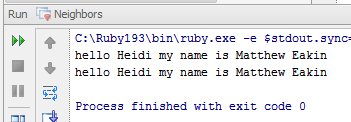 Run Neighbors
C:\Ruby193\bin\ruby.exe -e $stdout.sync=
hello Heidi my name is Matthew Eakin
hello Heidi my name is Matthew Eakin
Process finished with exit code 0